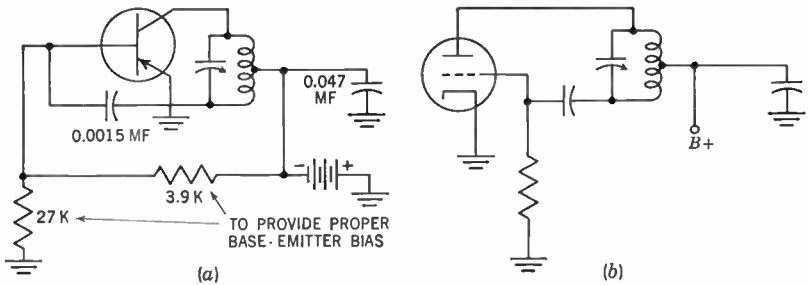 0.0015 MF
0.047
MF
- +
3.9 K
27 K
TO PROVIDE PROPER
BASE-EMITTER BIAS
(a)
B+
(b)